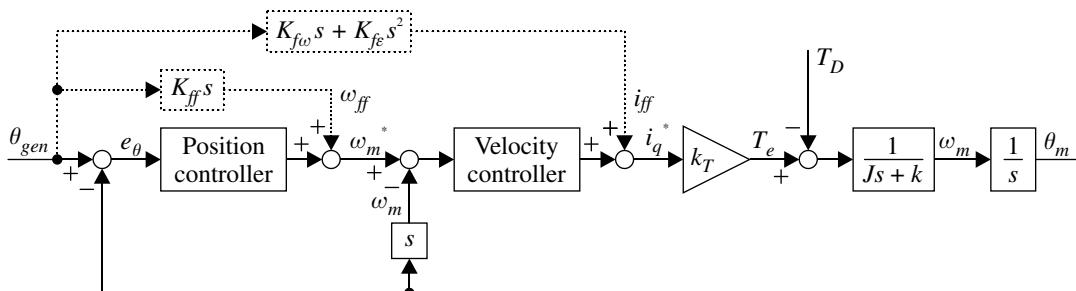 K_{fω}s + K_{fε}s^2
T_D
K_{ff}s
ω_{ff}
i_{ff}
θ_{gen}
e_θ
Position
controller
ω_m^*
Velocity
controller
i_q^*
k_T
T_e
1
Js + k
ω_m
1
s
θ_m
ω_m
s
+
−
+
+
+
−
+
+
−
+